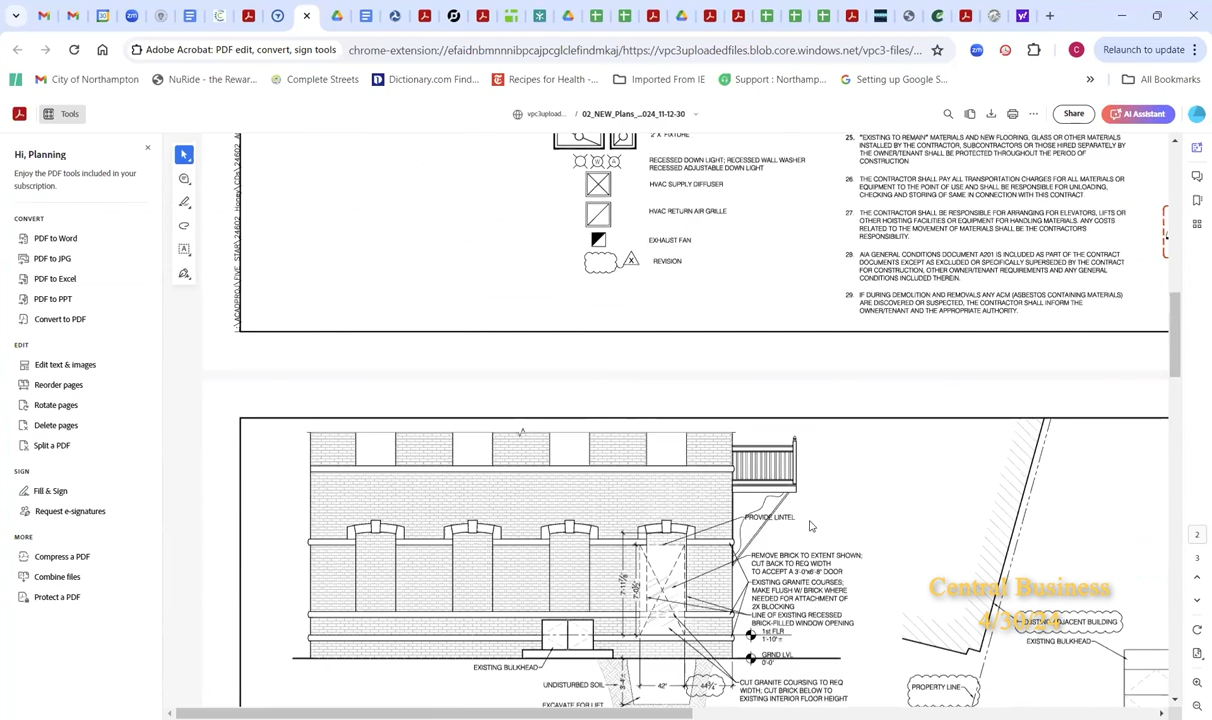 Adobe Acrobat: PDF edit, convert, sign tools
chrome-extension://efaidnbmnnnibpcajpcglclefindmkaj/https://vpc3uploadedfiles.blob.core.windows.net/vpc3-files/...
Relaunch to update
City of Northampton
NuRide - the Rewar...
Complete Streets
Dictionary.com Find...
Recipes for Health -...
Imported From IE
Support : Northamp...
Setting up Google S...
All Bookmarks
Tools
vpc3upload...
/ 02_NEW_Plans_...024_11-12-30
Share
AI Assistant
Hi, Planning
Enjoy the PDF tools included in your
subscription.
CONVERT
PDF to Word
PDF to JPG
PDF to Excel
PDF to PPT
Convert to PDF
EDIT
Edit text & images
Reorder pages
Rotate pages
Delete pages
Split a PDF
SIGN
Fill & Sign
Request e-signatures
MORE
Compress a PDF
Combine files
Protect a PDF
2' X FIXTURE
RECESSED DOWN LIGHT; RECESSED WALL WASHER
RECESSED ADJUSTABLE DOWN LIGHT
HVAC SUPPLY DIFFUSER
HVAC RETURN AIR GRILLE
EXHAUST FAN
X
REVISION
25. "EXISTING TO REMAIN" MATERIALS AND NEW FLOORING, GLASS OR OTHER MATERIALS
INSTALLED BY THE CONTRACTOR, SUBCONTRACTORS OR THOSE HIRED SEPARATELY BY
THE OWNER/TENANT SHALL BE PROTECTED THROUGHOUT THE PERIOD OF
CONSTRUCTION.
26. THE CONTRACTOR SHALL PAY ALL TRANSPORTATION CHARGES FOR ALL MATERIALS OR
EQUIPMENT TO THE POINT OF USE AND SHALL BE RESPONSIBLE FOR UNLOADING,
CHECKING AND STORING OF SAME IN CONNECTION WITH THIS CONTRACT.
27. THE CONTRACTOR SHALL BE RESPONSIBLE FOR ARRANGING FOR ELEVATORS, LIFTS OR
OTHER HOISTING FACILITIES OR EQUIPMENT FOR HANDLING MATERIALS. ANY COSTS
RELATED TO THE MOVEMENT OF MATERIALS SHALL BE THE CONTRACTOR'S
RESPONSIBILITY.
28. AIA GENERAL CONDITIONS DOCUMENT A201 IS INCLUDED AS PART OF THE CONTRACT
DOCUMENTS EXCEPT AS EXCLUDED OR SPECIFICALLY SUPERSEDED BY THE CONTRACT
FOR CONSTRUCTION, OTHER OWNER/TENANT REQUIREMENTS AND ANY GENERAL
CONDITIONS INCLUDED THEREIN.
29. IF DURING DEMOLITION AND REMOVALS ANY ACM (ASBESTOS CONTAINING MATERIALS)
ARE DISCOVERED OR SUSPECTED, THE CONTRACTOR SHALL INFORM THE
OWNER/TENANT AND THE APPROPRIATE AUTHORITY.
PROVIDE LINTEL
REMOVE BRICK TO EXTENT SHOWN;
CUT BACK TO REQ WIDTH
TO ACCEPT A 3'-0"x6'-8" DOOR
EXISTING GRANITE COURSES;
MAKE FLUSH W/ BRICK WHERE
NEEDED FOR ATTACHMENT OF
2X BLOCKING
LINE OF EXISTING RECESSED
BRICK-FILLED WINDOW OPENING
1st FLR
1'-10" ±
GRND LVL
0'-0"
EXISTING BULKHEAD
UNDISTURBED SOIL
42"
44¾"
EXCAVATE FOR LIFT
CUT GRANITE COURSING TO REQ
WIDTH; CUT BRICK BELOW TO
EXISTING INTERIOR FLOOR HEIGHT
Central Business
4/30/24
EXISTING BULKHEAD
PROPERTY LINE
2
3